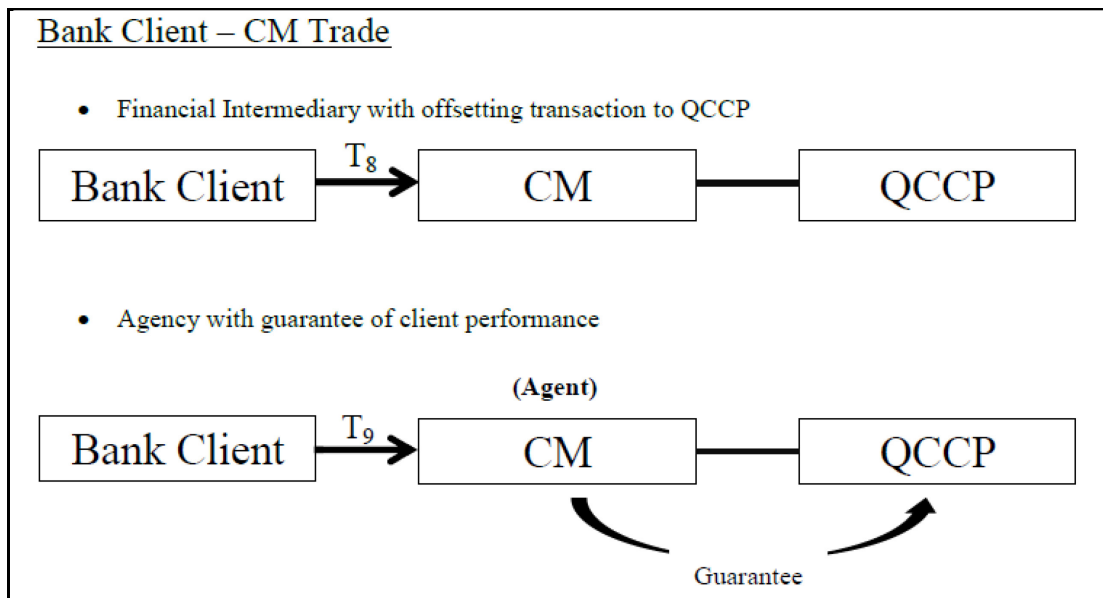 Bank Client – CM Trade
• Financial Intermediary with offsetting transaction to QCCP
T₈
Bank Client CM QCCP
• Agency with guarantee of client performance
(Agent)
T₉
Bank Client CM QCCP
Guarantee